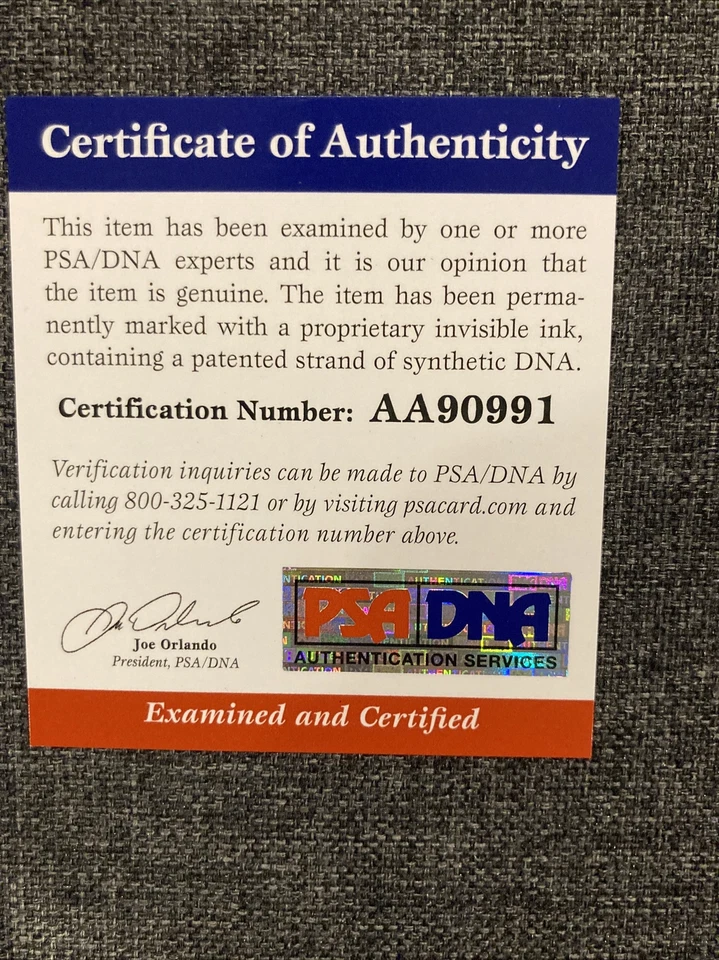 Certificate of Authenticity
This item has been examined by one or more
PSA/DNA experts and it is our opinion that
the item is genuine. The item has been perma-
nently marked with a proprietary invisible ink,
containing a patented strand of synthetic DNA.
Certification Number: AA90991
Verification inquiries can be made to PSA/DNA by
calling 800-325-1121 or by visiting psacard.com and
entering the certification number above.
Joe Orlando
President, PSA/DNA
PSA DNA
AUTHENTICATION SERVICES
Examined and Certified